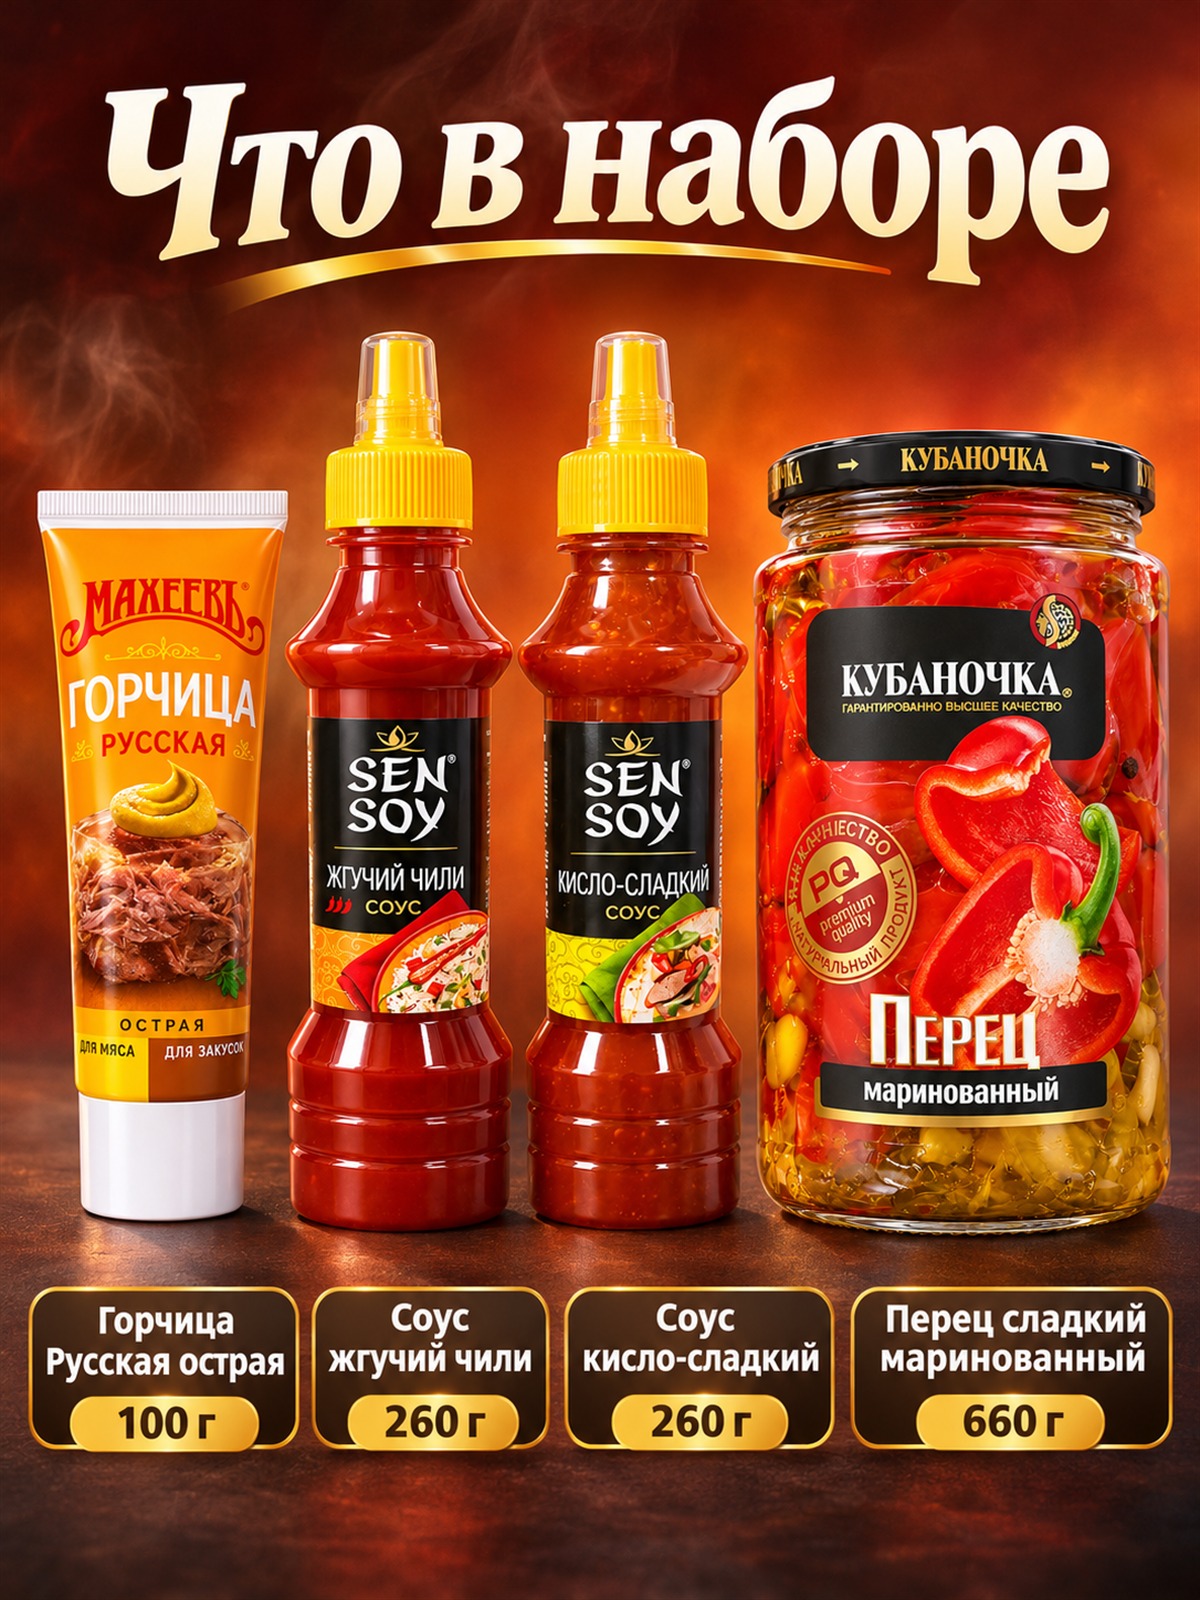 Что в наборе
МАХЕЕВЪ®
ГОРЧИЦА
РУССКАЯ
ОСТРАЯ
ДЛЯ МЯСА
ДЛЯ ЗАКУСОК
SEN
SOY®
ЖГУЧИЙ ЧИЛИ
СОУС
SEN
SOY®
КИСЛО-СЛАДКИЙ
СОУС
КУБАНОЧКА
КУБАНОЧКА®
ГАРАНТИРОВАННО ВЫСШЕЕ КАЧЕСТВО
PQ
premium
quality
ПРОДУКТ
ПЕРЕЦ
маринованный
Горчица
Русская острая
100 г
Соус
жгучий чили
260 г
Соус
кисло-сладкий
260 г
Перец сладкий
маринованный
660 г